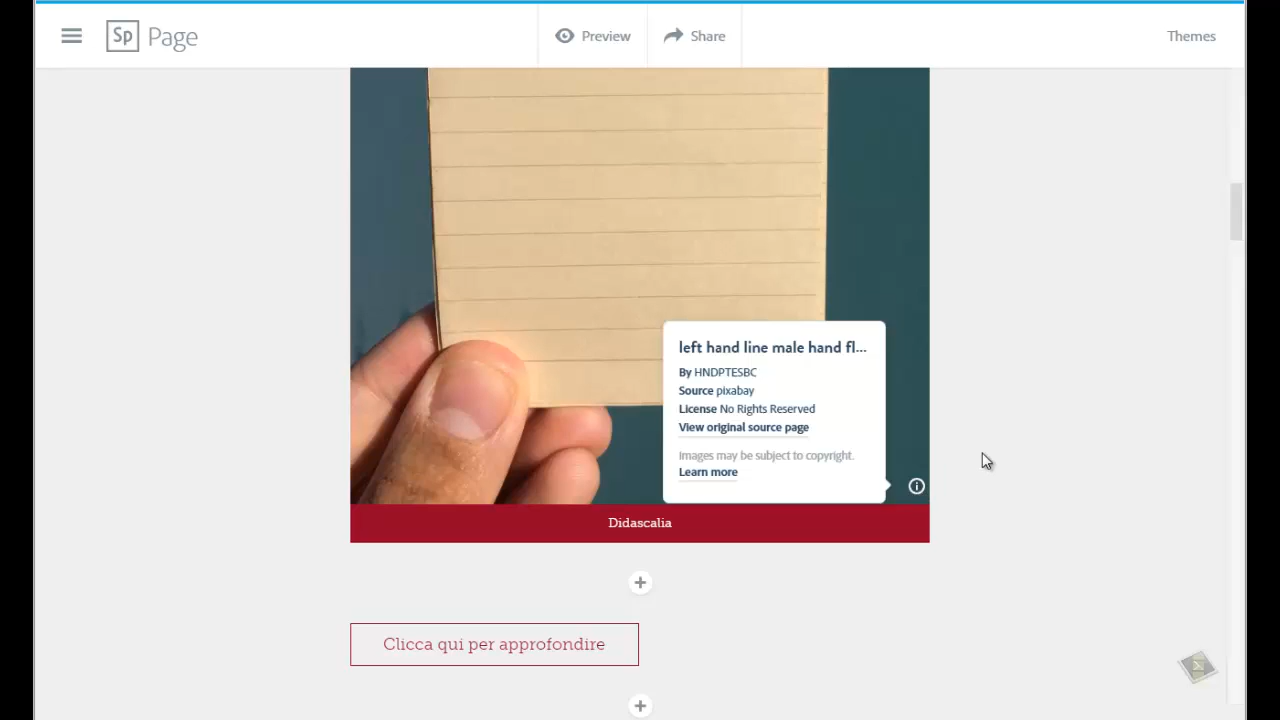 Sp Page
Preview
Share
Themes
left hand line male hand fl...
By HNDPTESBC
Source pixabay
License No Rights Reserved
View original source page
Images may be subject to copyright.
Learn more
Didascalia
Clicca qui per approfondire